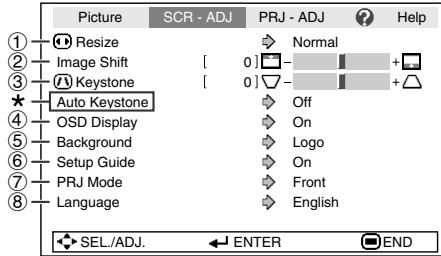 Picture SCR - ADJ PRJ - ADJ ? Help
① Resize Normal
② Image Shift [ 0 ] – +
③ Keystone [ 0 ] – +
* Auto Keystone Off
④ OSD Display On
⑤ Background Logo
⑥ Setup Guide On
⑦ PRJ Mode Front
⑧ Language English
SEL./ADJ. ENTER END